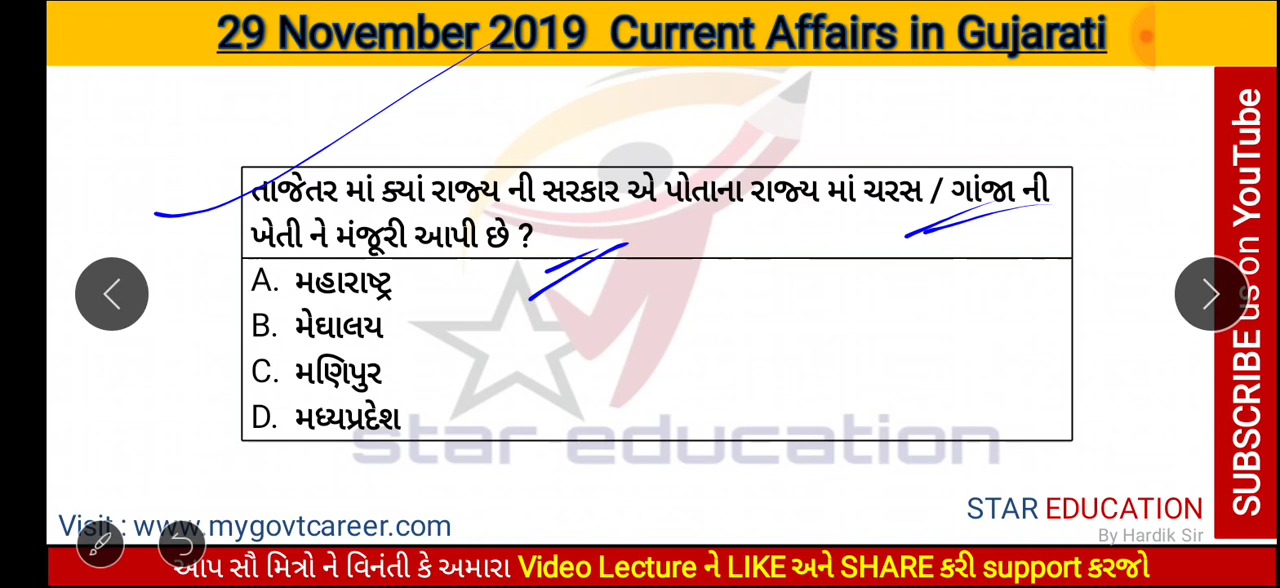 29 November 2019 Current Affairs in Gujarati
તાજેતર માં ક્યાં રાજ્ય ની સરકાર એ પોતાના રાજ્ય માં ચરસ / ગાંજા ની
ખેતી ને મંજૂરી આપી છે ?
A. મહારાષ્ટ્ર
B. મેઘાલય
C. મણિપુર
D. મધ્યપ્રદેશ
star education
STAR EDUCATION
By Hardik Sir
Visit : www.mygovtcareer.com
આપ સૌ મિત્રો ને વિનંતી કે અમારા Video Lecture ને LIKE અને SHARE કરી support કરજો
SUBSCRIBE us on YouTube